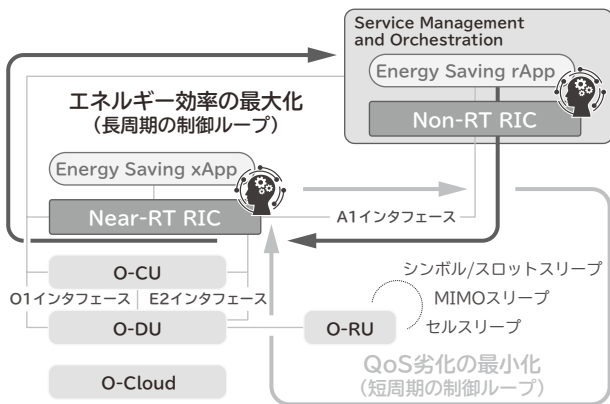 Service Management
and Orchestration
Energy Saving rApp
Non-RT RIC
エネルギー効率の最大化
(長周期の制御ループ)
Energy Saving xApp
Near-RT RIC
A1インタフェース
O-CU
O1インタフェース
E2インタフェース
O-DU
O-RU
シンボル/スロットスリープ
MIMOスリープ
セルスリープ
O-Cloud
QoS劣化の最小化
(短周期の制御ループ)